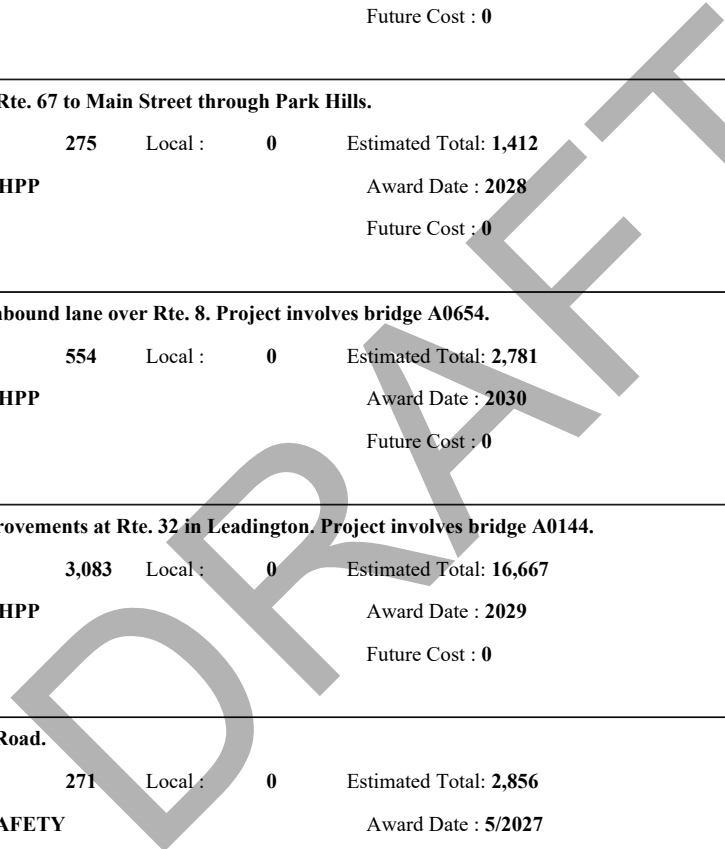 Future Cost : 0
Rte. 67 to Main Street through Park Hills.
275 Local : 0 Estimated Total: 1,412
HPP Award Date : 2028
Future Cost : 0
bound lane over Rte. 8. Project involves bridge A0654.
554 Local : 0 Estimated Total: 2,781
HPP Award Date : 2030
Future Cost : 0
rovements at Rte. 32 in Leadington. Project involves bridge A0144.
3,083 Local : 0 Estimated Total: 16,667
HPP Award Date : 2029
Future Cost : 0
Road.
271 Local : 0 Estimated Total: 2,856
AFETY Award Date : 5/2027
DRAFT